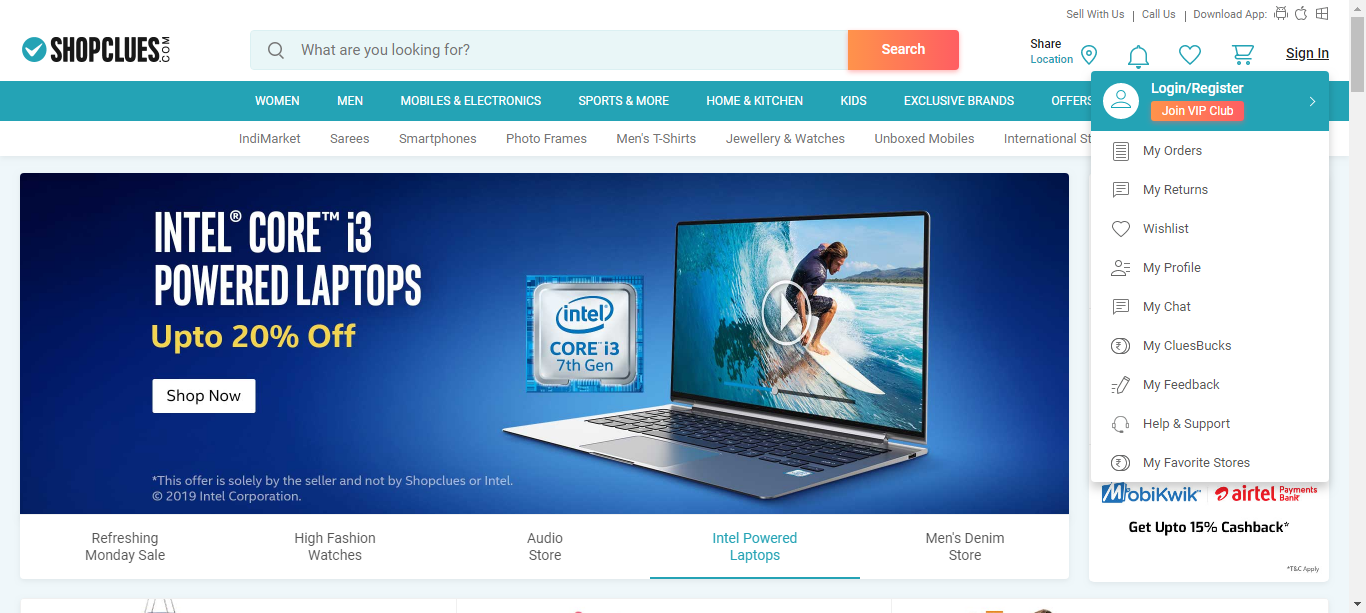 Sell With Us | Call Us | Download App:
SHOPCLUES.COM
What are you looking for?
Search
Share
Location
Sign In
WOMEN MEN MOBILES & ELECTRONICS SPORTS & MORE HOME & KITCHEN KIDS EXCLUSIVE BRANDS OFFERS
IndiMarket Sarees Smartphones Photo Frames Men's T-Shirts Jewellery & Watches Unboxed Mobiles International St
Login/Register
Join VIP Club
My Orders
My Returns
Wishlist
My Profile
My Chat
My CluesBucks
My Feedback
Help & Support
My Favorite Stores
INTEL® CORE™ i3
POWERED LAPTOPS
Upto 20% Off
Shop Now
intel®
CORE™ i3
7th Gen
*This offer is solely by the seller and not by Shopclues or Intel.
© 2019 Intel Corporation.
MobiKwik™ airtel Payments Bank
Get Upto 15% Cashback*
*T&C Apply
Refreshing
Monday Sale
High Fashion
Watches
Audio
Store
Intel Powered
Laptops
Men's Denim
Store